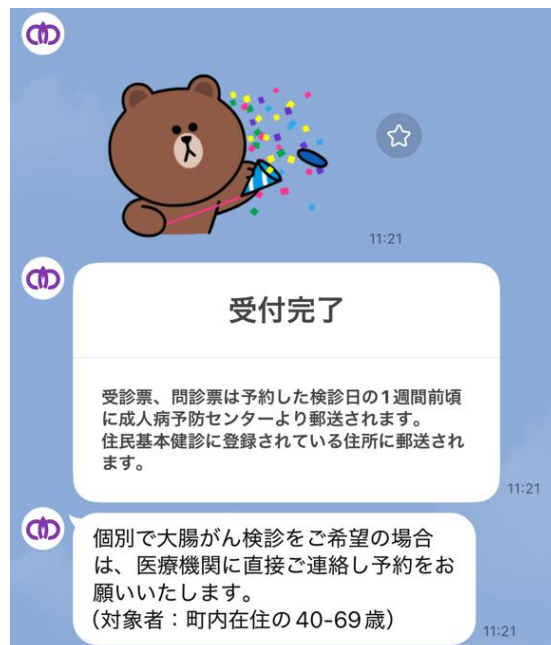 11:21
受付完了
受診票、問診票は予約した検診日の1週間前頃
に成人病予防センターより郵送されます。
住民基本健診に登録されている住所に郵送され
ます。
11:21
個別で大腸がん検診をご希望の場合
は、医療機関に直接ご連絡し予約をお
願いいたします。
（対象者：町内在住の40-69歳）
11:21